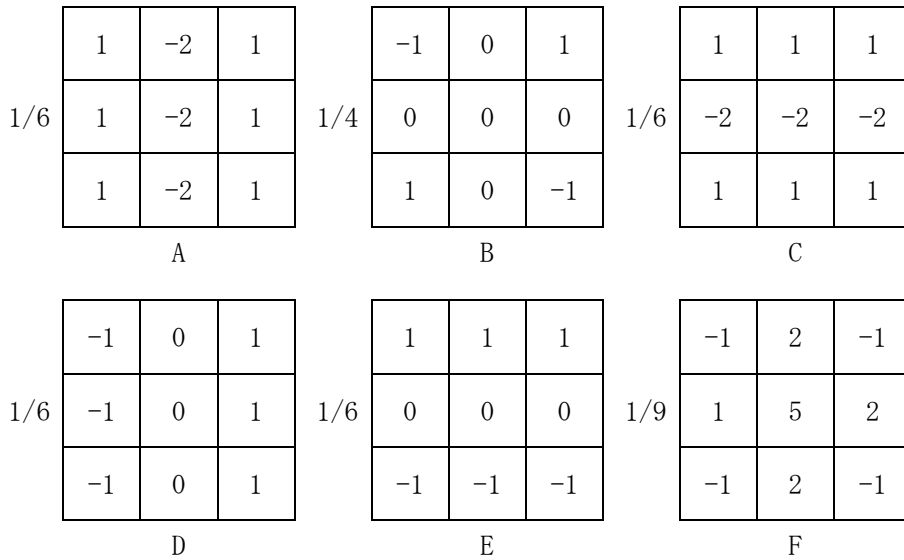 1 -2 1 -1 0 1 1 1 1
1/6 1 -2 1 1/4 0 0 0 1/6 -2 -2 -2
1 -2 1 1 0 -1 1 1 1
A B C
-1 0 1 1 1 1 -1 2 -1
1/6 -1 0 1 1/6 0 0 0 1/9 1 5 2
-1 0 1 -1 -1 -1 -1 2 -1
D E F